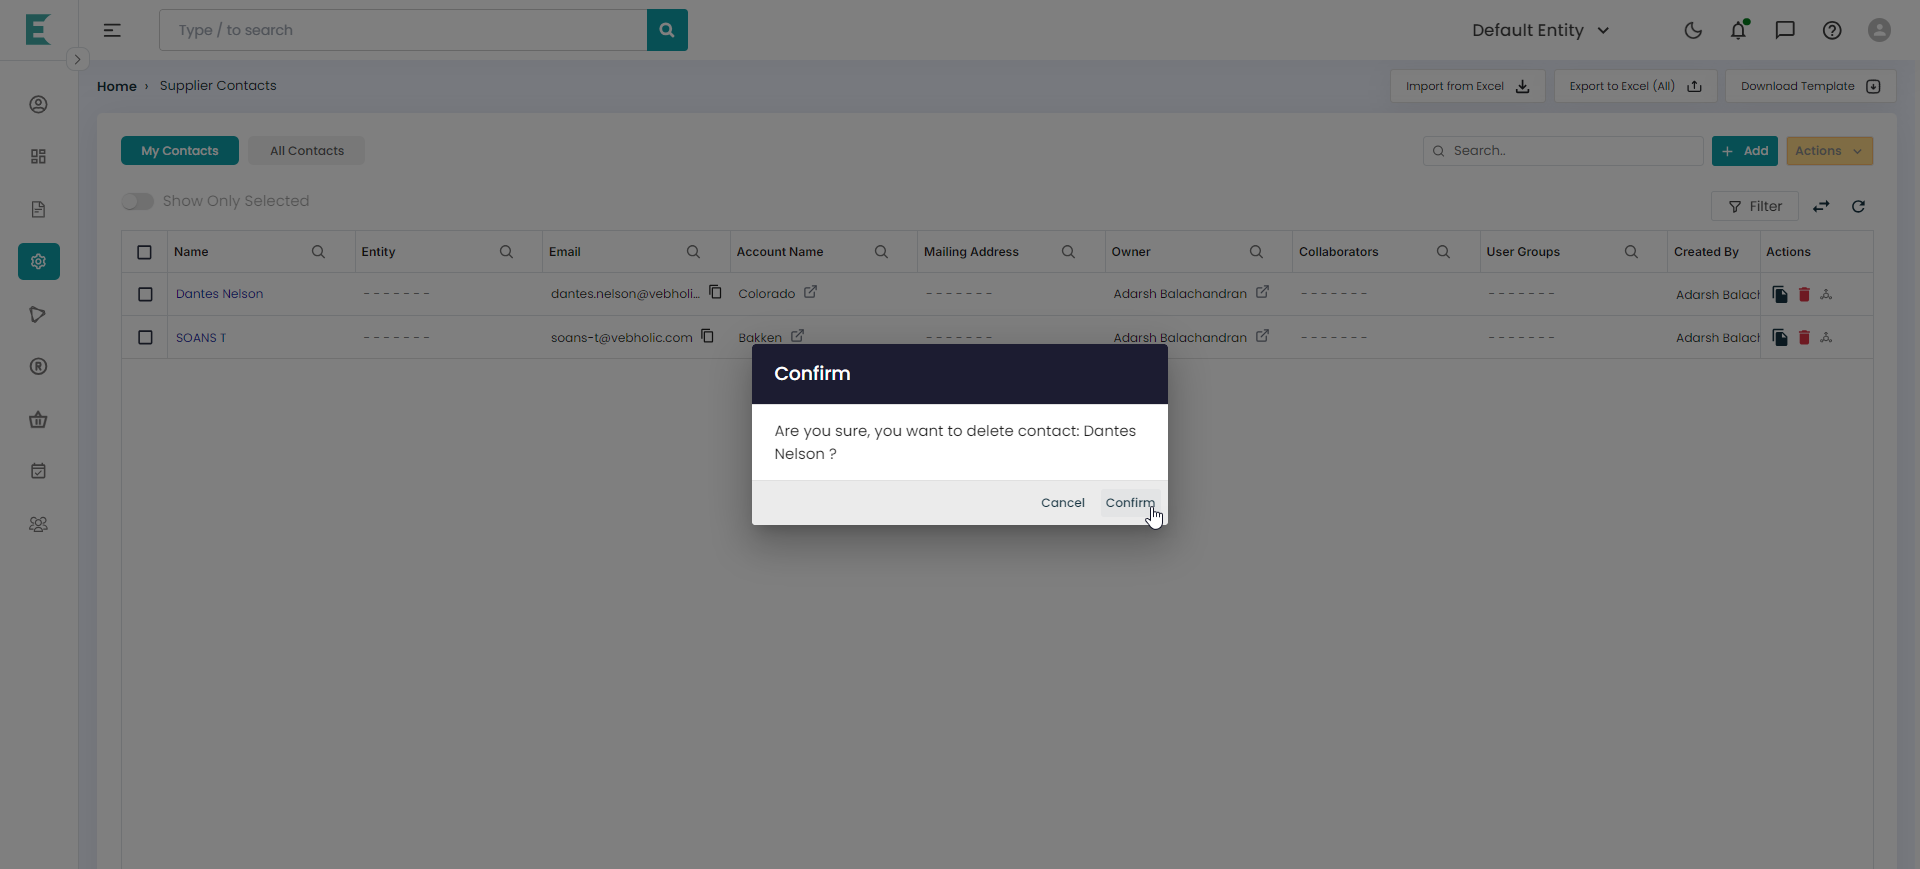 E
Type / to search
Default Entity
Home › Supplier Contacts
Import from Excel
Export to Excel (All)
Download Template
My Contacts
All Contacts
Search..
+ Add
Actions
Show Only Selected
Filter
Name
Entity
Email
Account Name
Mailing Address
Owner
Collaborators
User Groups
Created By
Actions
Dantes Nelson
- - - - - - -
dantes.nelson@vebholi...
Colorado
- - - - - - -
Adarsh Balachandran
- - - - - - -
- - - - - - -
Adarsh Balach
SOANS T
- - - - - - -
soans-t@vebholic.com
Bakken
- - - - - - -
Adarsh Balachandran
- - - - - - -
- - - - - - -
Adarsh Balach
R
Confirm
Are you sure, you want to delete contact: Dantes
Nelson ?
Cancel
Confirm